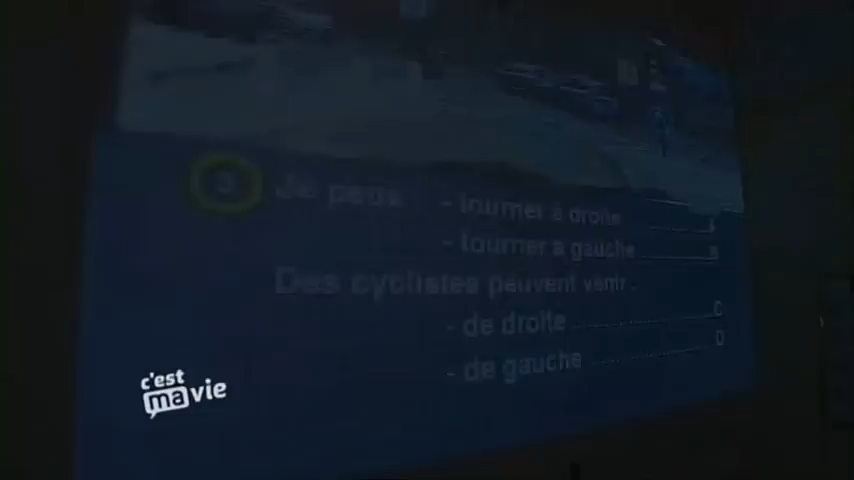 Je peux : - tourner à droite
- tourner à gauche
Des cyclistes peuvent venir :
- de droite
- de gauche
c'est
ma vie